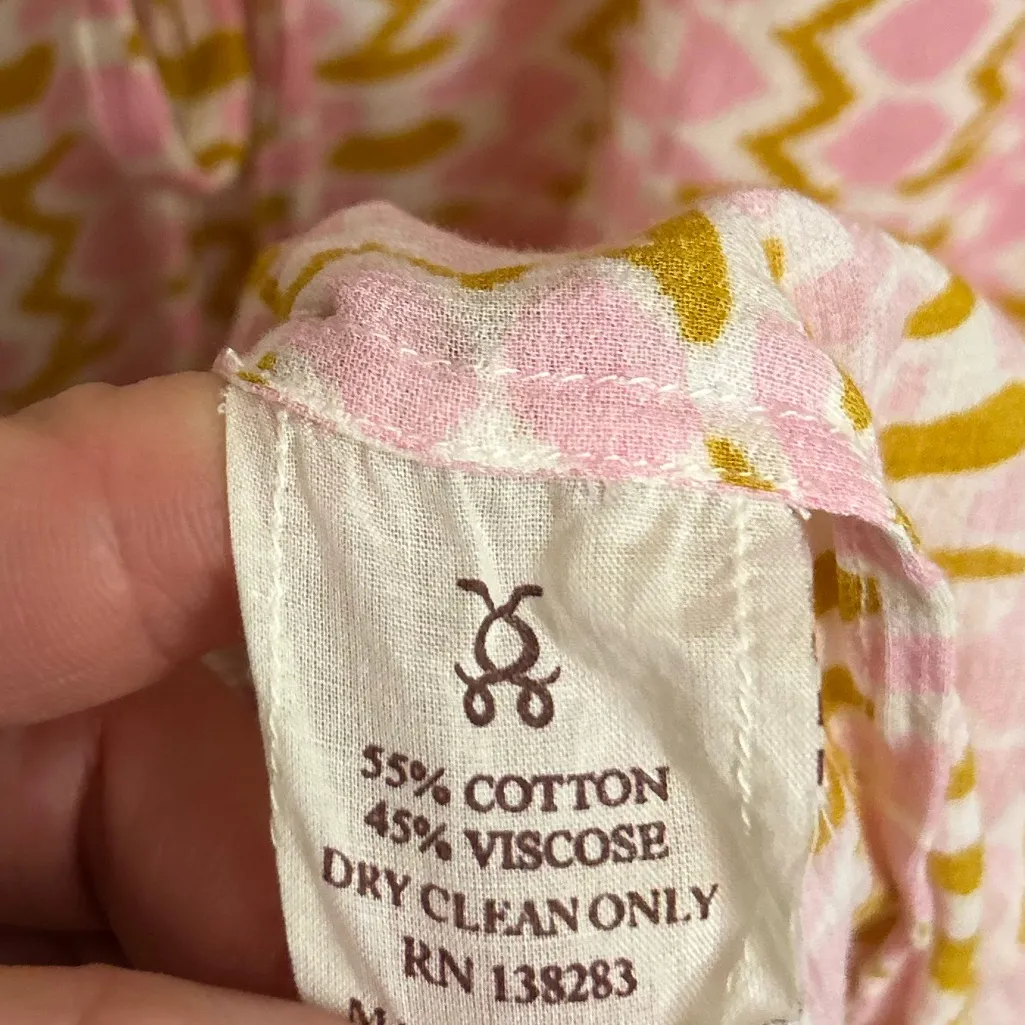 55% COTTON
45% VISCOSE
DRY CLEAN ONLY
RN 138283